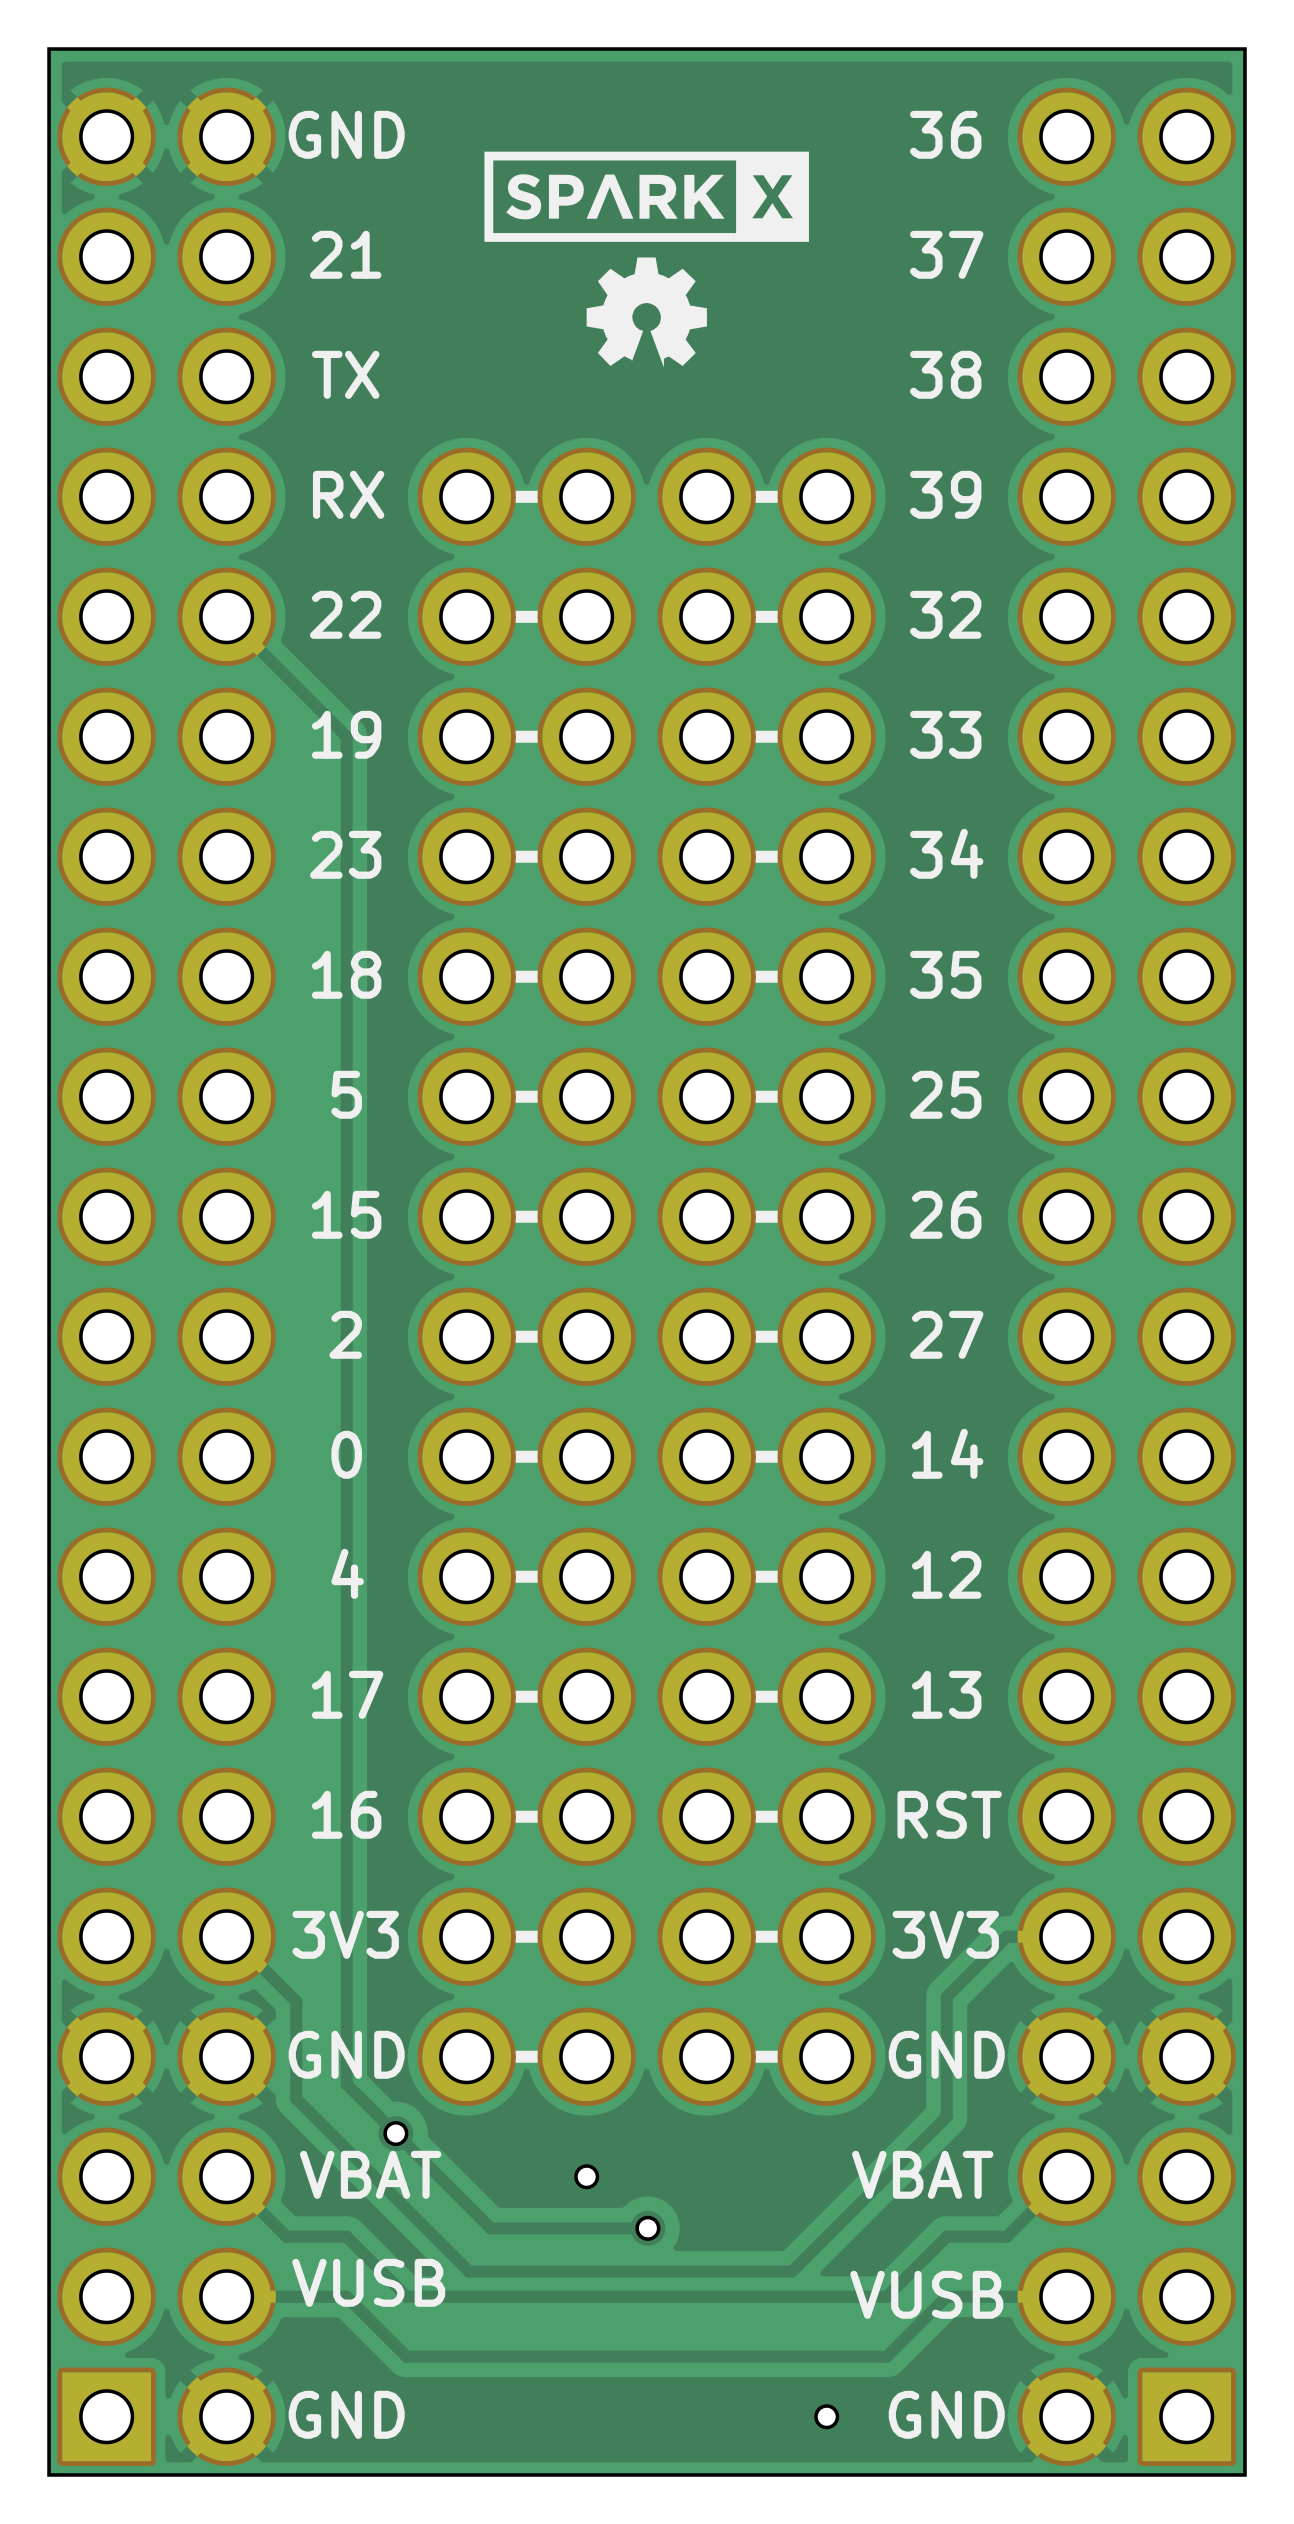 GND 36
SPARK X
21 37
TX 38
RX 39
22 32
19 33
23 34
18 35
5 25
15 26
2 27
0 14
4 12
17 13
16 RST
3V3 3V3
GND GND
VBAT VBAT
VUSB VUSB
GND GND